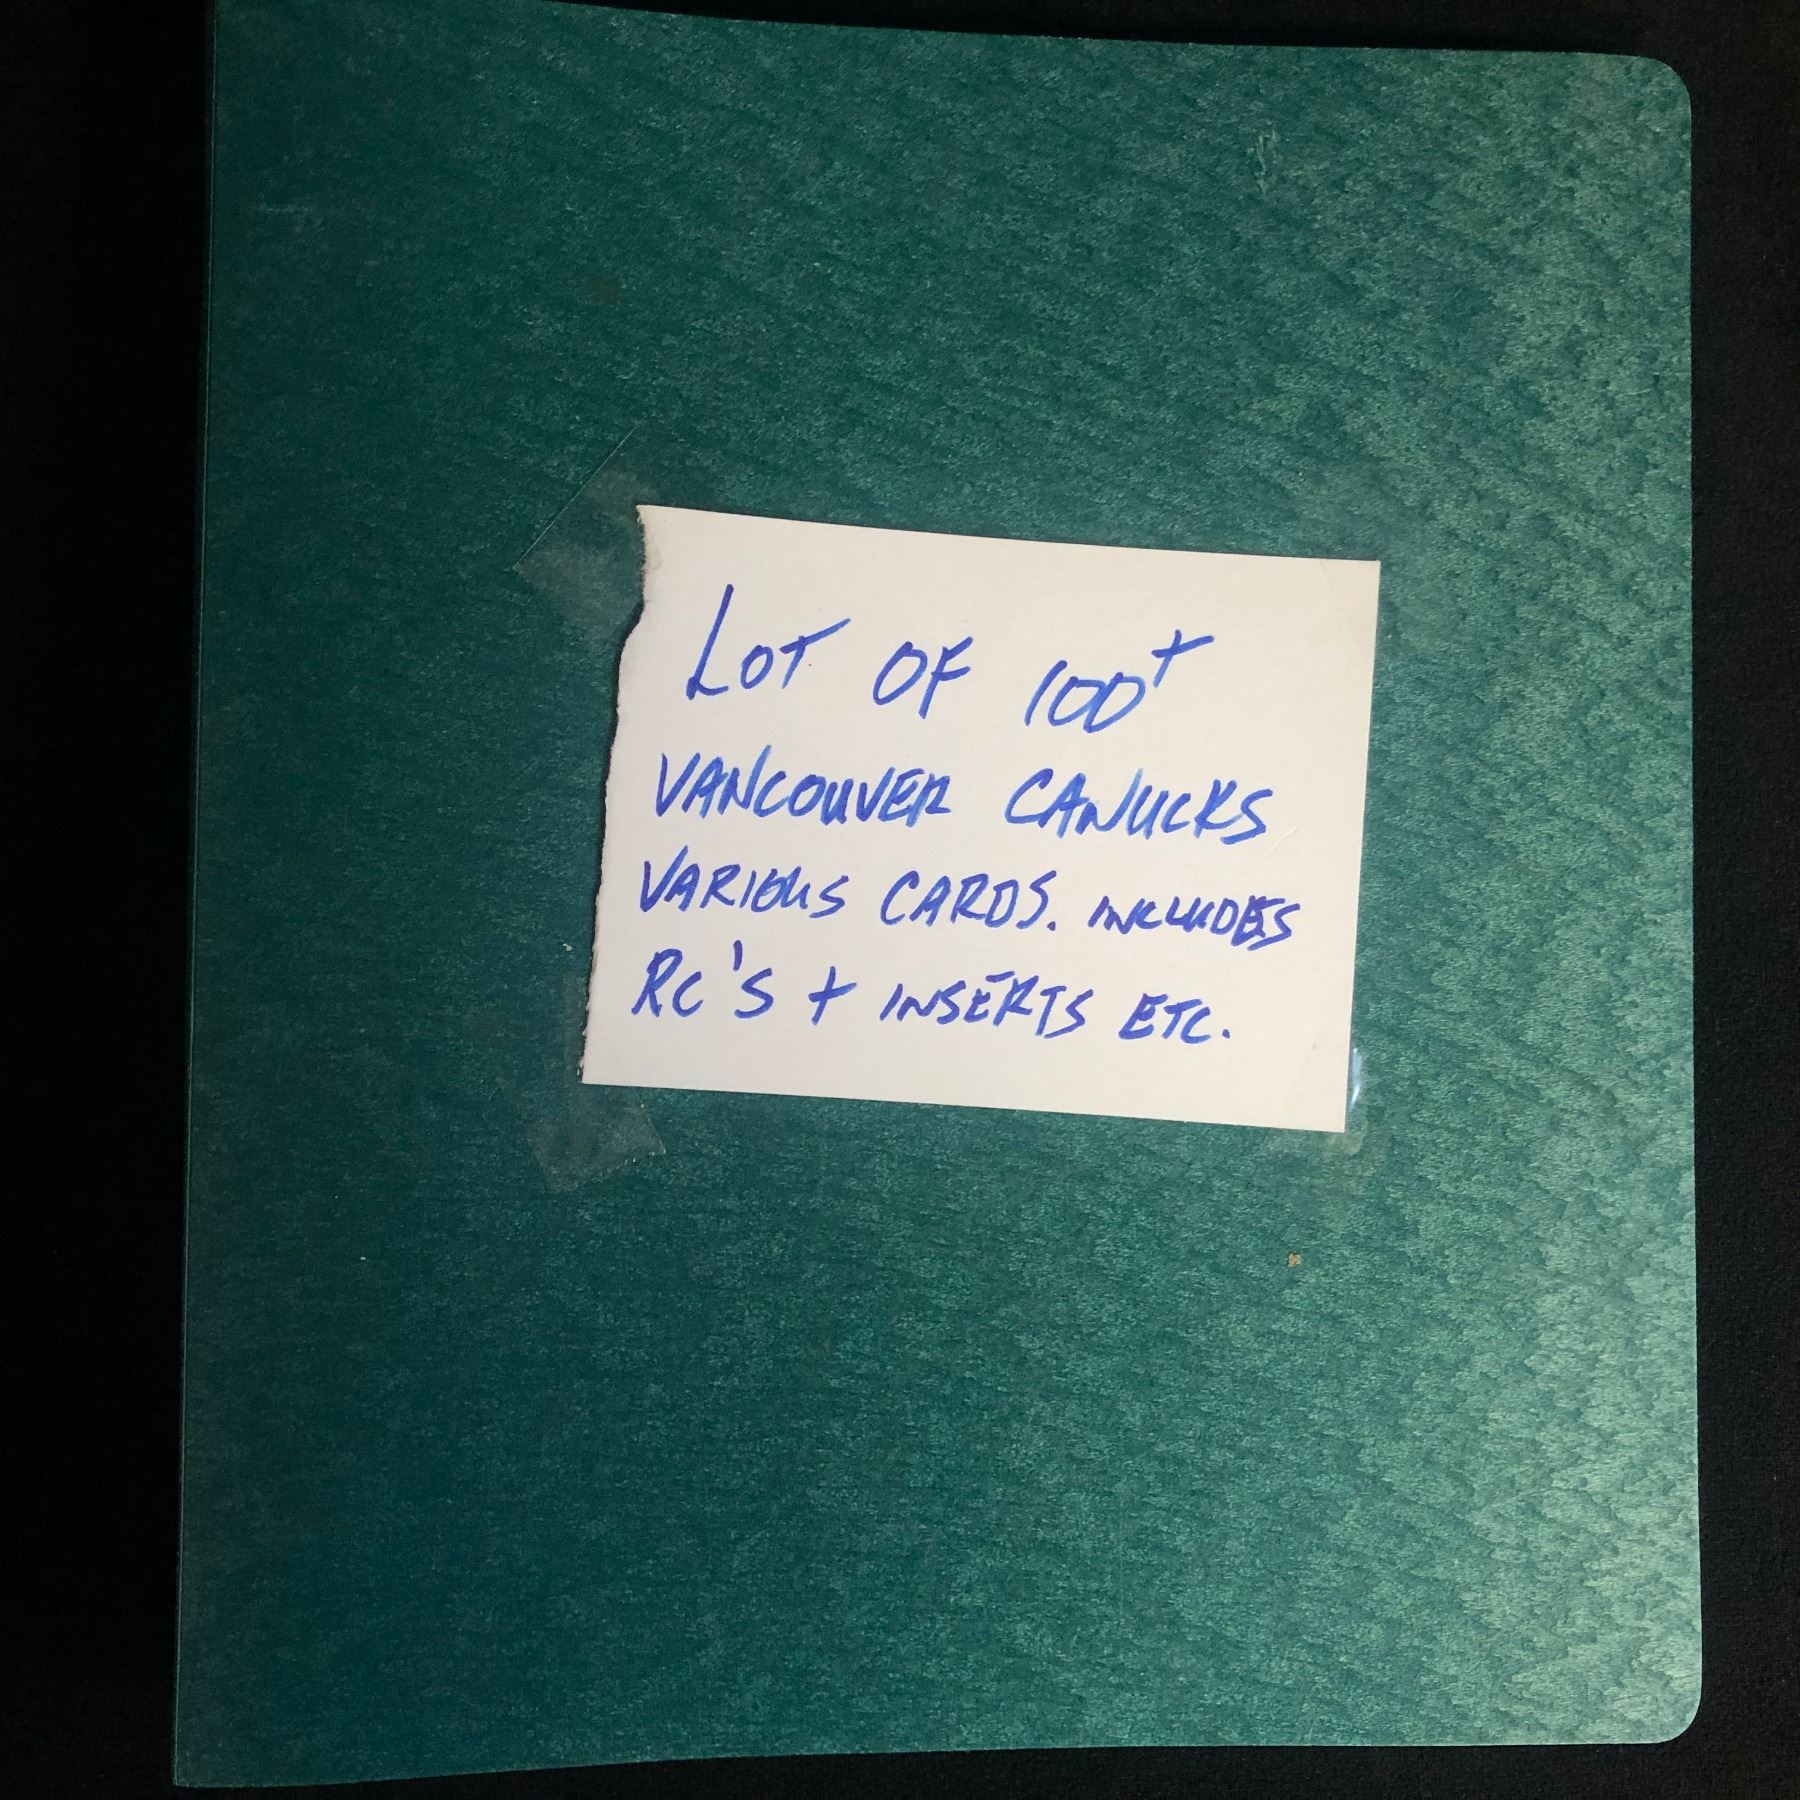 LOT OF 100+
VANCOUVER CANUCKS
VARIOUS CARDS. INCLUDES
RC'S + INSERTS ETC.